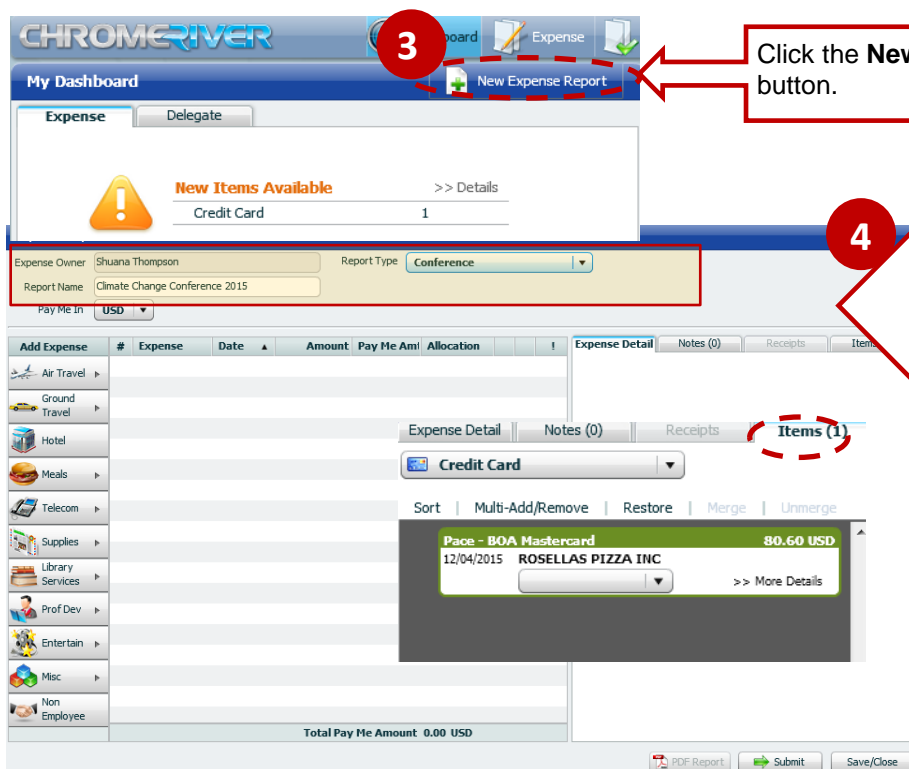 CHROMERIVER
3
Expense
Click the New
button.
My Dashboard
New Expense Report
Expense
Delegate
New Items Available
>> Details
Credit Card
1
4
Expense Owner
Shuana Thompson
Report Type
Conference
Report Name
Climate Change Conference 2015
Pay Me In
USD
Add Expense
#
Expense
Date
Amount
Pay Me Am
Allocation
!
Expense Detail
Notes (0)
Receipts
Air Travel
Ground
Travel
Hotel
Meals
Telecom
Supplies
Library
Services
Prof Dev
Entertain
Misc
Non
Employee
Expense Detail
Notes (0)
Receipts
Items (1)
Credit Card
Sort | Multi-Add/Remove | Restore | Merge | Unmerge
Pace - BOA Mastercard
80.60 USD
12/04/2015 ROSELLAS PIZZA INC
>> More Details
Total Pay Me Amount 0.00 USD
PDF Report
Submit
Save/Close